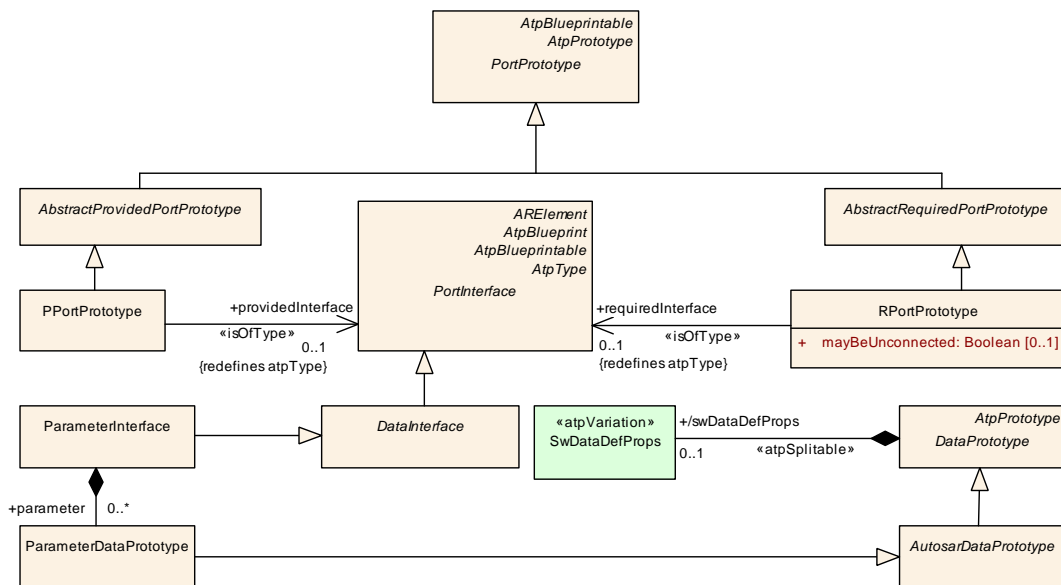 AtpBlueprintable
AtpPrototype
PortPrototype
AbstractProvidedPortPrototype
ARElement
AtpBlueprint
AtpBlueprintable
AtpType
PortInterface
AbstractRequiredPortPrototype
PPortPrototype
+providedInterface
«isOfType»
0..1
{redefines atpType}
+requiredInterface
«isOfType»
0..1
{redefines atpType}
RPortPrototype
+ mayBeUnconnected: Boolean [0..1]
ParameterInterface
DataInterface
«atpVariation»
SwDataDefProps
+/swDataDefProps
0..1
«atpSplitable»
AtpPrototype
DataPrototype
+parameter
0..*
ParameterDataPrototype
AutosarDataPrototype